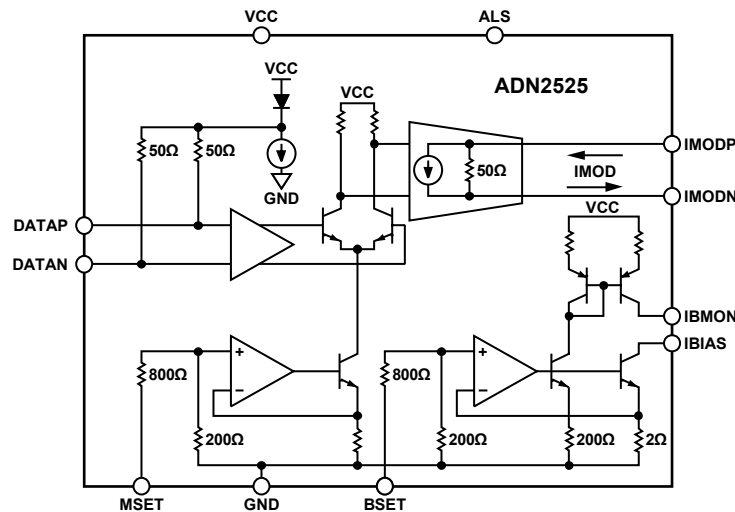 VCC
ALS
VCC
ADN2525
VCC
50Ω
50Ω
GND
50Ω
IMOD
IMODP
IMODN
VCC
DATAP
DATAN
IBMON
IBIAS
800Ω
+
–
200Ω
800Ω
+
–
200Ω
200Ω
2Ω
MSET
GND
BSET